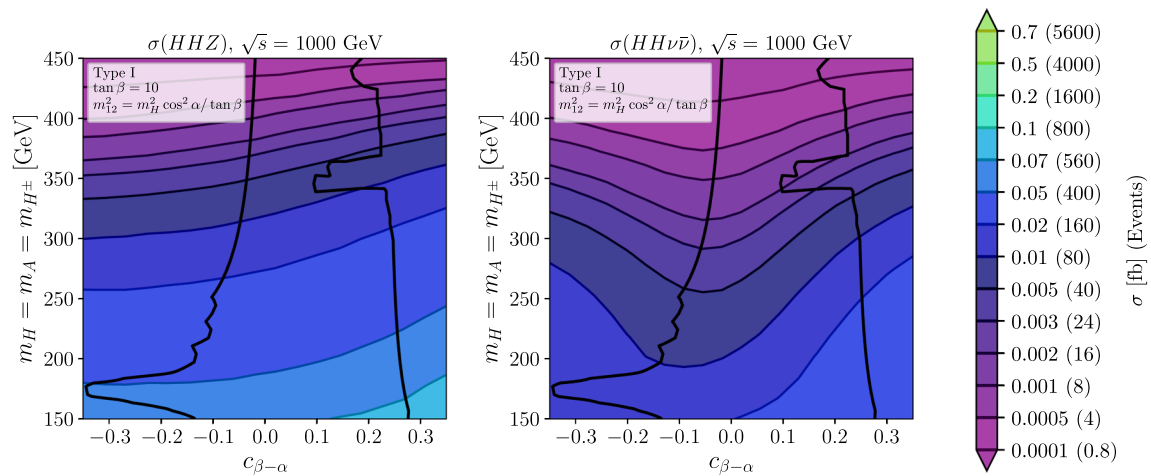 σ(HHZ), √s = 1000 GeV
Type I
tan β = 10
m²₁₂ = m²_H cos² α/ tan β
m_H = m_A = m_H± [GeV]
450
400
350
300
250
200
150
−0.3 −0.2 −0.1 0.0 0.1 0.2 0.3
c_β−α
σ(HHνν̄), √s = 1000 GeV
Type I
tan β = 10
m²₁₂ = m²_H cos² α/ tan β
m_H = m_A = m_H± [GeV]
450
400
350
300
250
200
150
−0.3 −0.2 −0.1 0.0 0.1 0.2 0.3
c_β−α
0.7 (5600)
0.5 (4000)
0.2 (1600)
0.1 (800)
0.07 (560)
0.05 (400)
0.02 (160)
0.01 (80)
0.005 (40)
0.003 (24)
0.002 (16)
0.001 (8)
0.0005 (4)
0.0001 (0.8)
σ [fb] (Events)